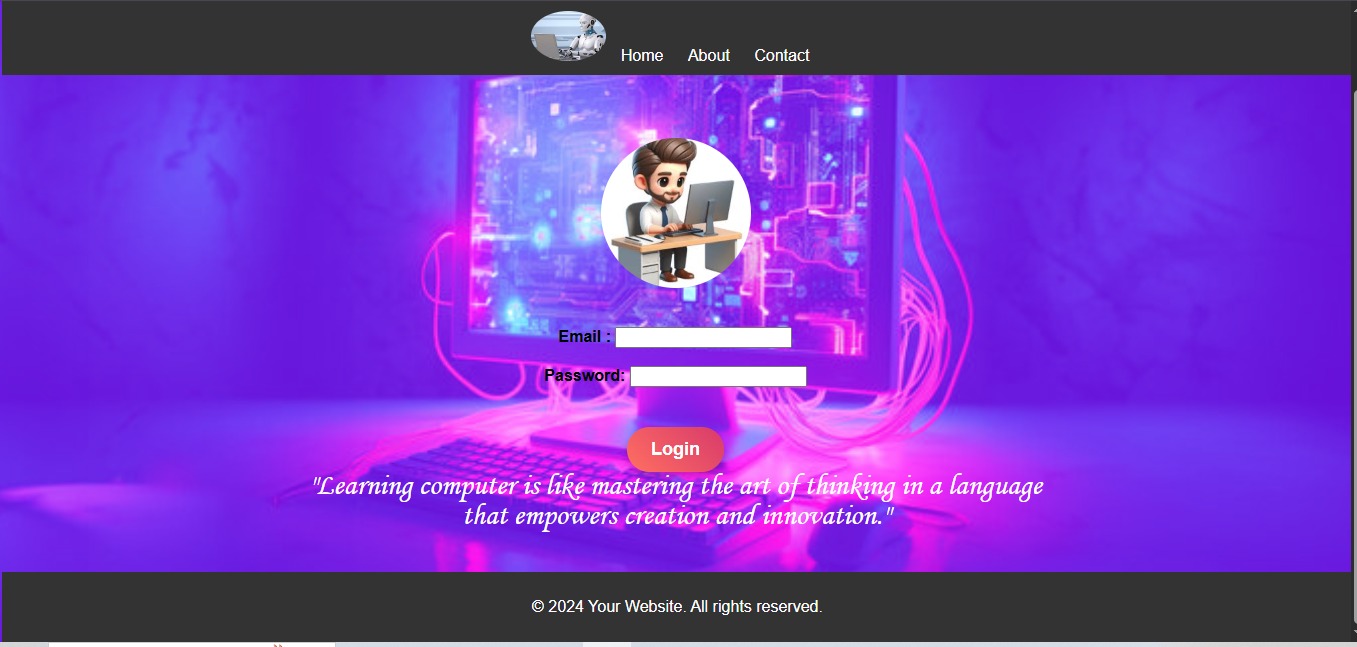 Home About Contact
Email :
Password:
Login
"Learning computer is like mastering the art of thinking in a language
that empowers creation and innovation."
© 2024 Your Website. All rights reserved.